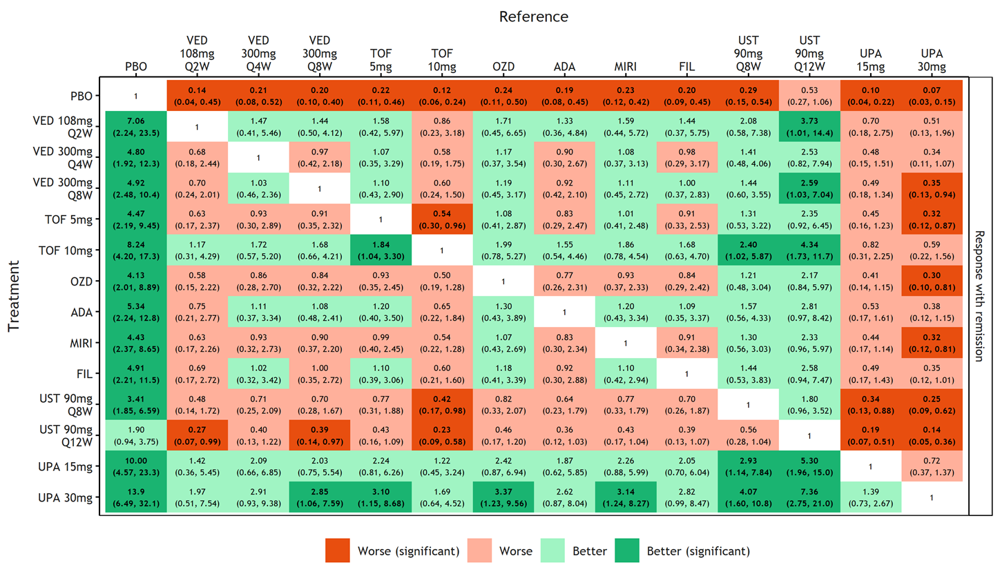 Reference
PBO
VED
108mg
Q2W
VED
300mg
Q4W
VED
300mg
Q8W
TOF
5mg
TOF
10mg
OZD
ADA
MIRI
FIL
UST
90mg
Q8W
UST
90mg
Q12W
UPA
15mg
UPA
30mg
Treatment
PBO
1 0.14 0.21 0.20 0.22 0.12 0.24 0.19 0.23 0.20 0.29 0.53 0.10 0.07
(0.04, 0.45) (0.08, 0.52) (0.10, 0.40) (0.11, 0.46) (0.06, 0.24) (0.11, 0.50) (0.08, 0.45) (0.12, 0.42) (0.09, 0.45) (0.15, 0.54) (0.27, 1.06) (0.04, 0.22) (0.03, 0.15)
VED 108mg
Q2W
7.06 1 1.47 1.44 1.58 0.86 1.71 1.33 1.59 1.44 2.08 3.73 0.70 0.51
(2.24, 23.5) (0.41, 5.46) (0.50, 4.12) (0.42, 5.97) (0.23, 3.18) (0.45, 6.65) (0.38, 4.84) (0.44, 5.72) (0.37, 5.75) (0.58, 7.38) (1.01, 14.4) (0.18, 2.75) (0.13, 1.96)
VED 300mg
Q4W
4.80 0.68 1 0.97 1.07 0.58 1.17 0.90 1.08 0.98 1.41 2.53 0.48 0.34
(1.92, 12.3) (0.18, 2.44) (0.42, 2.18) (0.35, 3.29) (0.19, 1.75) (0.37, 3.54) (0.30, 2.67) (0.37, 3.13) (0.29, 3.17) (0.48, 4.06) (0.82, 7.94) (0.15, 1.51) (0.11, 1.07)
VED 300mg
Q8W
4.92 0.70 1.03 1 1.10 0.60 1.19 0.92 1.11 1.00 1.44 2.59 0.49 0.35
(2.48, 10.4) (0.24, 2.01) (0.46, 2.36) (0.43, 2.90) (0.24, 1.50) (0.45, 3.17) (0.42, 2.10) (0.45, 2.72) (0.37, 2.83) (0.60, 3.55) (1.03, 7.04) (0.18, 1.34) (0.13, 0.94)
TOF 5mg
4.47 0.63 0.93 0.91 1 0.54 1.08 0.83 1.01 0.91 1.31 2.35 0.45 0.32
(2.19, 9.45) (0.17, 2.37) (0.30, 2.89) (0.35, 2.32) (0.30, 0.96) (0.41, 2.87) (0.29, 2.47) (0.41, 2.48) (0.33, 2.53) (0.53, 3.22) (0.92, 6.45) (0.16, 1.23) (0.12, 0.87)
TOF 10mg
8.24 1.17 1.72 1.68 1.84 1 1.99 1.55 1.86 1.68 2.40 4.34 0.82 0.59
(4.20, 17.3) (0.31, 4.29) (0.57, 5.20) (0.66, 4.21) (1.04, 3.30) (0.78, 5.27) (0.54, 4.46) (0.78, 4.54) (0.63, 4.70) (1.02, 5.87) (1.73, 11.7) (0.31, 2.25) (0.22, 1.56)
OZD
4.13 0.58 0.86 0.84 0.93 0.50 1 0.77 0.93 0.84 1.21 2.17 0.41 0.30
(2.01, 8.89) (0.15, 2.22) (0.28, 2.70) (0.32, 2.22) (0.35, 2.45) (0.19, 1.28) (0.26, 2.31) (0.37, 2.33) (0.29, 2.42) (0.48, 3.04) (0.84, 5.97) (0.14, 1.15) (0.10, 0.81)
ADA
5.34 0.75 1.11 1.08 1.20 0.65 1.30 1 1.20 1.09 1.57 2.81 0.53 0.38
(2.24, 12.8) (0.21, 2.77) (0.37, 3.34) (0.48, 2.41) (0.40, 3.50) (0.22, 1.84) (0.43, 3.89) (0.43, 3.34) (0.35, 3.37) (0.56, 4.33) (0.97, 8.42) (0.17, 1.61) (0.12, 1.15)
MIRI
4.43 0.63 0.93 0.90 0.99 0.54 1.07 0.83 1 0.91 1.30 2.33 0.44 0.32
(2.37, 8.65) (0.17, 2.26) (0.32, 2.73) (0.37, 2.20) (0.40, 2.45) (0.22, 1.28) (0.43, 2.69) (0.30, 2.34) (0.34, 2.38) (0.56, 3.03) (0.96, 5.97) (0.17, 1.14) (0.12, 0.81)
FIL
4.91 0.69 1.02 1.00 1.10 0.60 1.18 0.92 1.10 1 1.44 2.58 0.49 0.35
(2.21, 11.5) (0.17, 2.72) (0.32, 3.42) (0.35, 2.72) (0.39, 3.06) (0.21, 1.60) (0.41, 3.39) (0.30, 2.88) (0.42, 2.94) (0.53, 3.83) (0.94, 7.47) (0.17, 1.43) (0.12, 1.01)
UST 90mg
Q8W
3.41 0.48 0.71 0.70 0.77 0.42 0.82 0.64 0.77 0.70 1 1.80 0.34 0.25
(1.85, 6.59) (0.14, 1.72) (0.25, 2.09) (0.28, 1.67) (0.31, 1.88) (0.17, 0.98) (0.33, 2.07) (0.23, 1.79) (0.33, 1.79) (0.26, 1.87) (0.96, 3.52) (0.13, 0.88) (0.09, 0.62)
UST 90mg
Q12W
1.90 0.27 0.40 0.39 0.43 0.23 0.46 0.36 0.43 0.39 0.56 1 0.19 0.14
(0.94, 3.75) (0.07, 0.99) (0.13, 1.22) (0.14, 0.97) (0.16, 1.09) (0.09, 0.58) (0.17, 1.20) (0.12, 1.03) (0.17, 1.04) (0.13, 1.07) (0.28, 1.04) (0.07, 0.51) (0.05, 0.36)
UPA 15mg
10.00 1.42 2.09 2.03 2.24 1.22 2.42 1.87 2.26 2.05 2.93 5.30 1 0.72
(4.57, 23.3) (0.36, 5.45) (0.66, 6.85) (0.75, 5.54) (0.81, 6.26) (0.45, 3.24) (0.87, 6.94) (0.62, 5.85) (0.88, 5.99) (0.70, 6.04) (1.14, 7.84) (1.96, 15.0) (0.37, 1.37)
UPA 30mg
13.9 1.97 2.91 2.85 3.10 1.69 3.37 2.62 3.14 2.82 4.07 7.36 1.39 1
(6.49, 32.1) (0.51, 7.54) (0.93, 9.38) (1.06, 7.59) (1.15, 8.68) (0.64, 4.52) (1.23, 9.56) (0.87, 8.04) (1.24, 8.27) (0.99, 8.47) (1.60, 10.8) (2.75, 21.0) (0.73, 2.67)
Response with remission
Worse (significant)
Worse
Better
Better (significant)